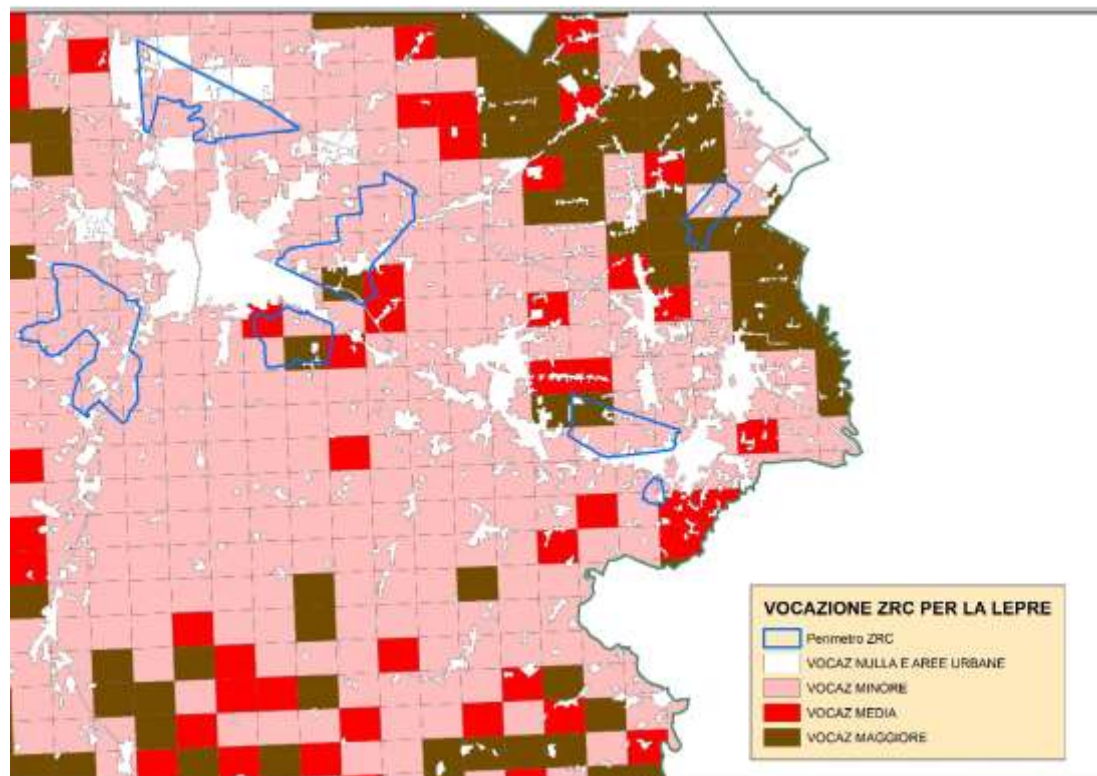 VOCAZIONE ZRC PER LA LEPRE
Perimetro ZRC
VOCAZ NULLA E AREE URBANE
VOCAZ MINORE
VOCAZ MEDIA
VOCAZ MAGGIORE